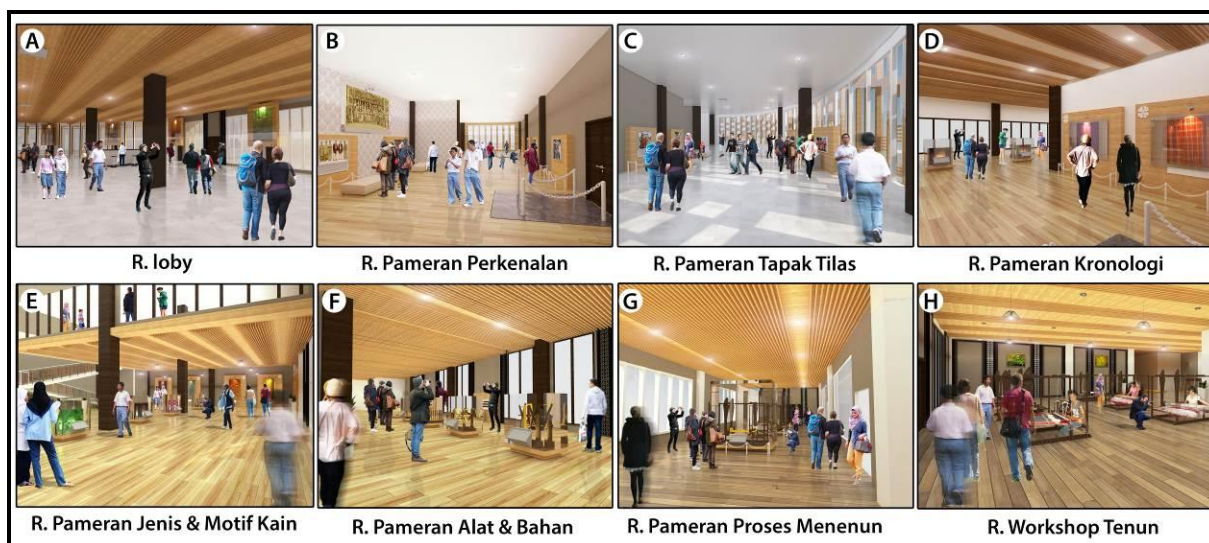 A
B
C
D
R. loby
R. Pameran Perkenalan
R. Pameran Tapak Tilas
R. Pameran Kronologi
E
F
G
H
R. Pameran Jenis & Motif Kain
R. Pameran Alat & Bahan
R. Pameran Proses Menenun
R. Workshop Tenun